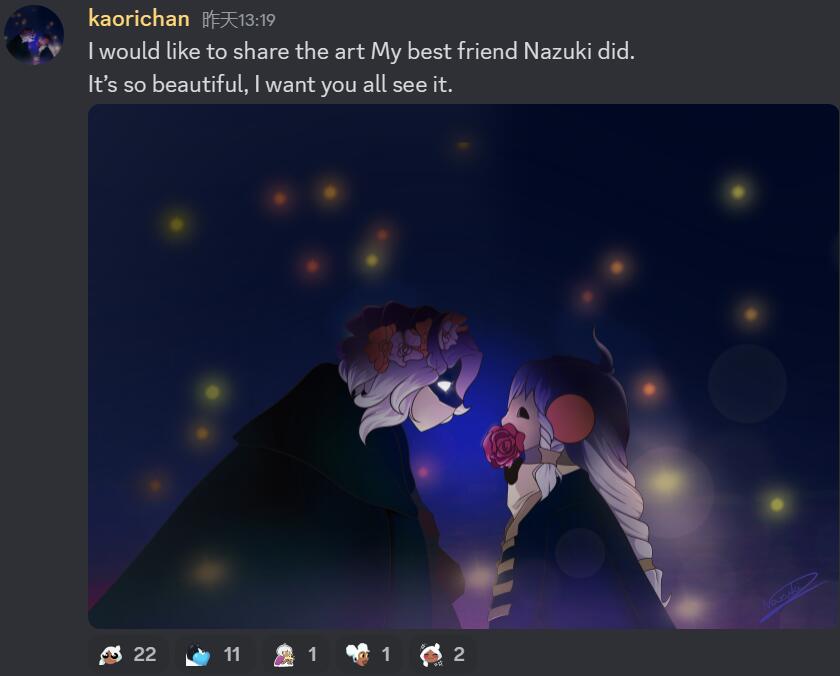 kaorichan 昨天13:19
I would like to share the art My best friend Nazuki did.
It's so beautiful, I want you all see it.
22 11 1 1 2